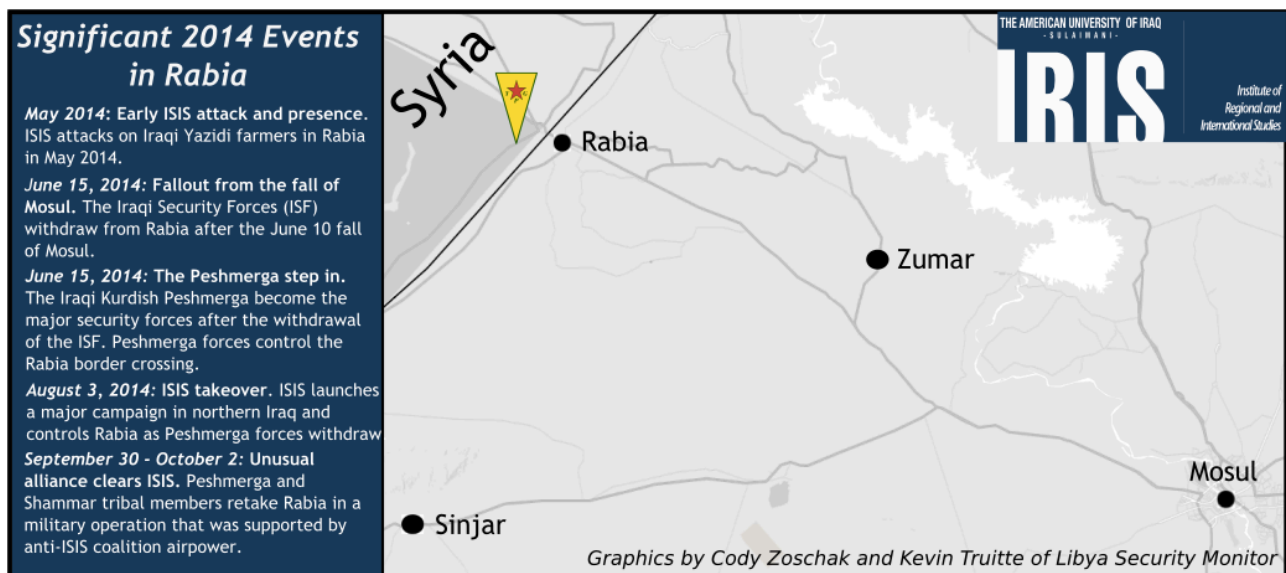 Significant 2014 Events
in Rabia
May 2014: Early ISIS attack and presence.
ISIS attacks on Iraqi Yazidi farmers in Rabia
in May 2014.
June 15, 2014: Fallout from the fall of
Mosul. The Iraqi Security Forces (ISF)
withdraw from Rabia after the June 10 fall
of Mosul.
June 15, 2014: The Peshmerga step in.
The Iraqi Kurdish Peshmerga become the
major security forces after the withdrawal
of the ISF. Peshmerga forces control the
Rabia border crossing.
August 3, 2014: ISIS takeover. ISIS launches
a major campaign in northern Iraq and
controls Rabia as Peshmerga forces withdraw
September 30 - October 2: Unusual
alliance clears ISIS. Peshmerga and
Shammar tribal members retake Rabia in a
military operation that was supported by
anti-ISIS coalition airpower.
Syria
Rabia
Zumar
Mosul
Sinjar
THE AMERICAN UNIVERSITY OF IRAQ
- SULAIMANI -
IRIS
Institute of
Regional and
International Studies
Graphics by Cody Zoschak and Kevin Truitte of Libya Security Monitor